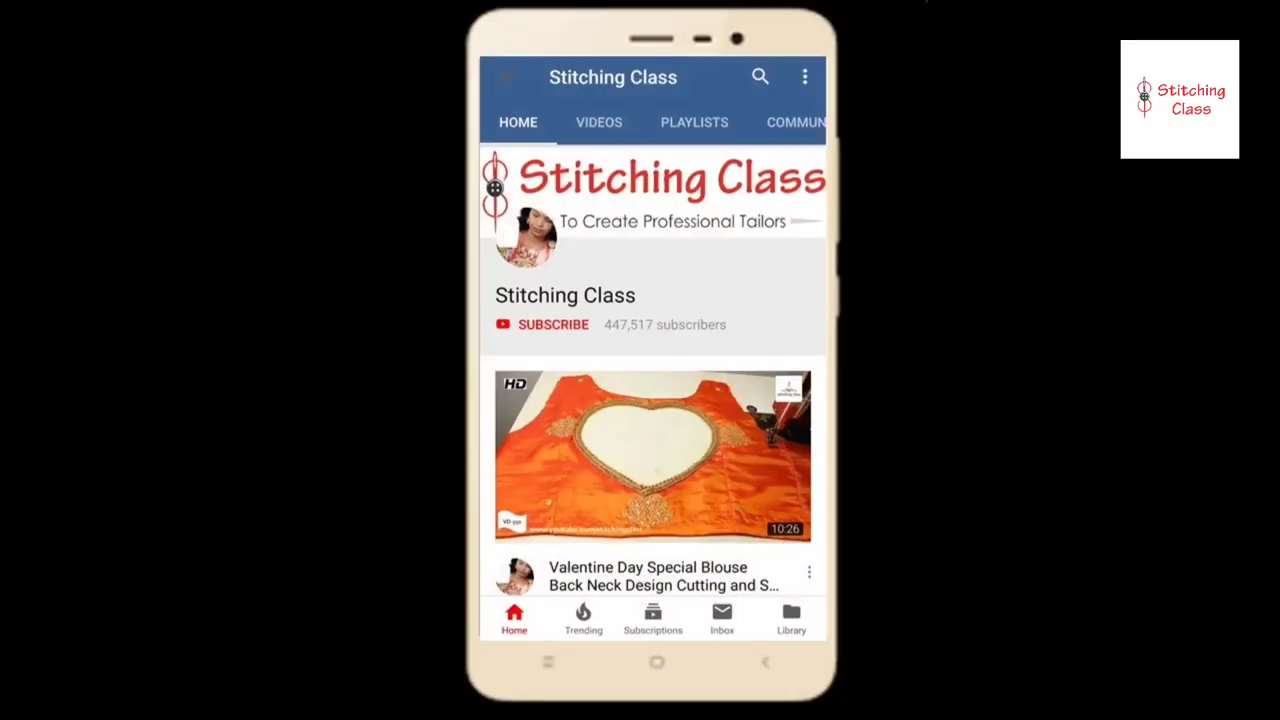 Stitching Class
HOME VIDEOS PLAYLISTS COMMUN
Stitching Class
To Create Professional Tailors
Stitching Class
SUBSCRIBE 447,517 subscribers
HD
10:26
Valentine Day Special Blouse
Back Neck Design Cutting and S...
Home Trending Subscriptions Inbox Library
Stitching
Class